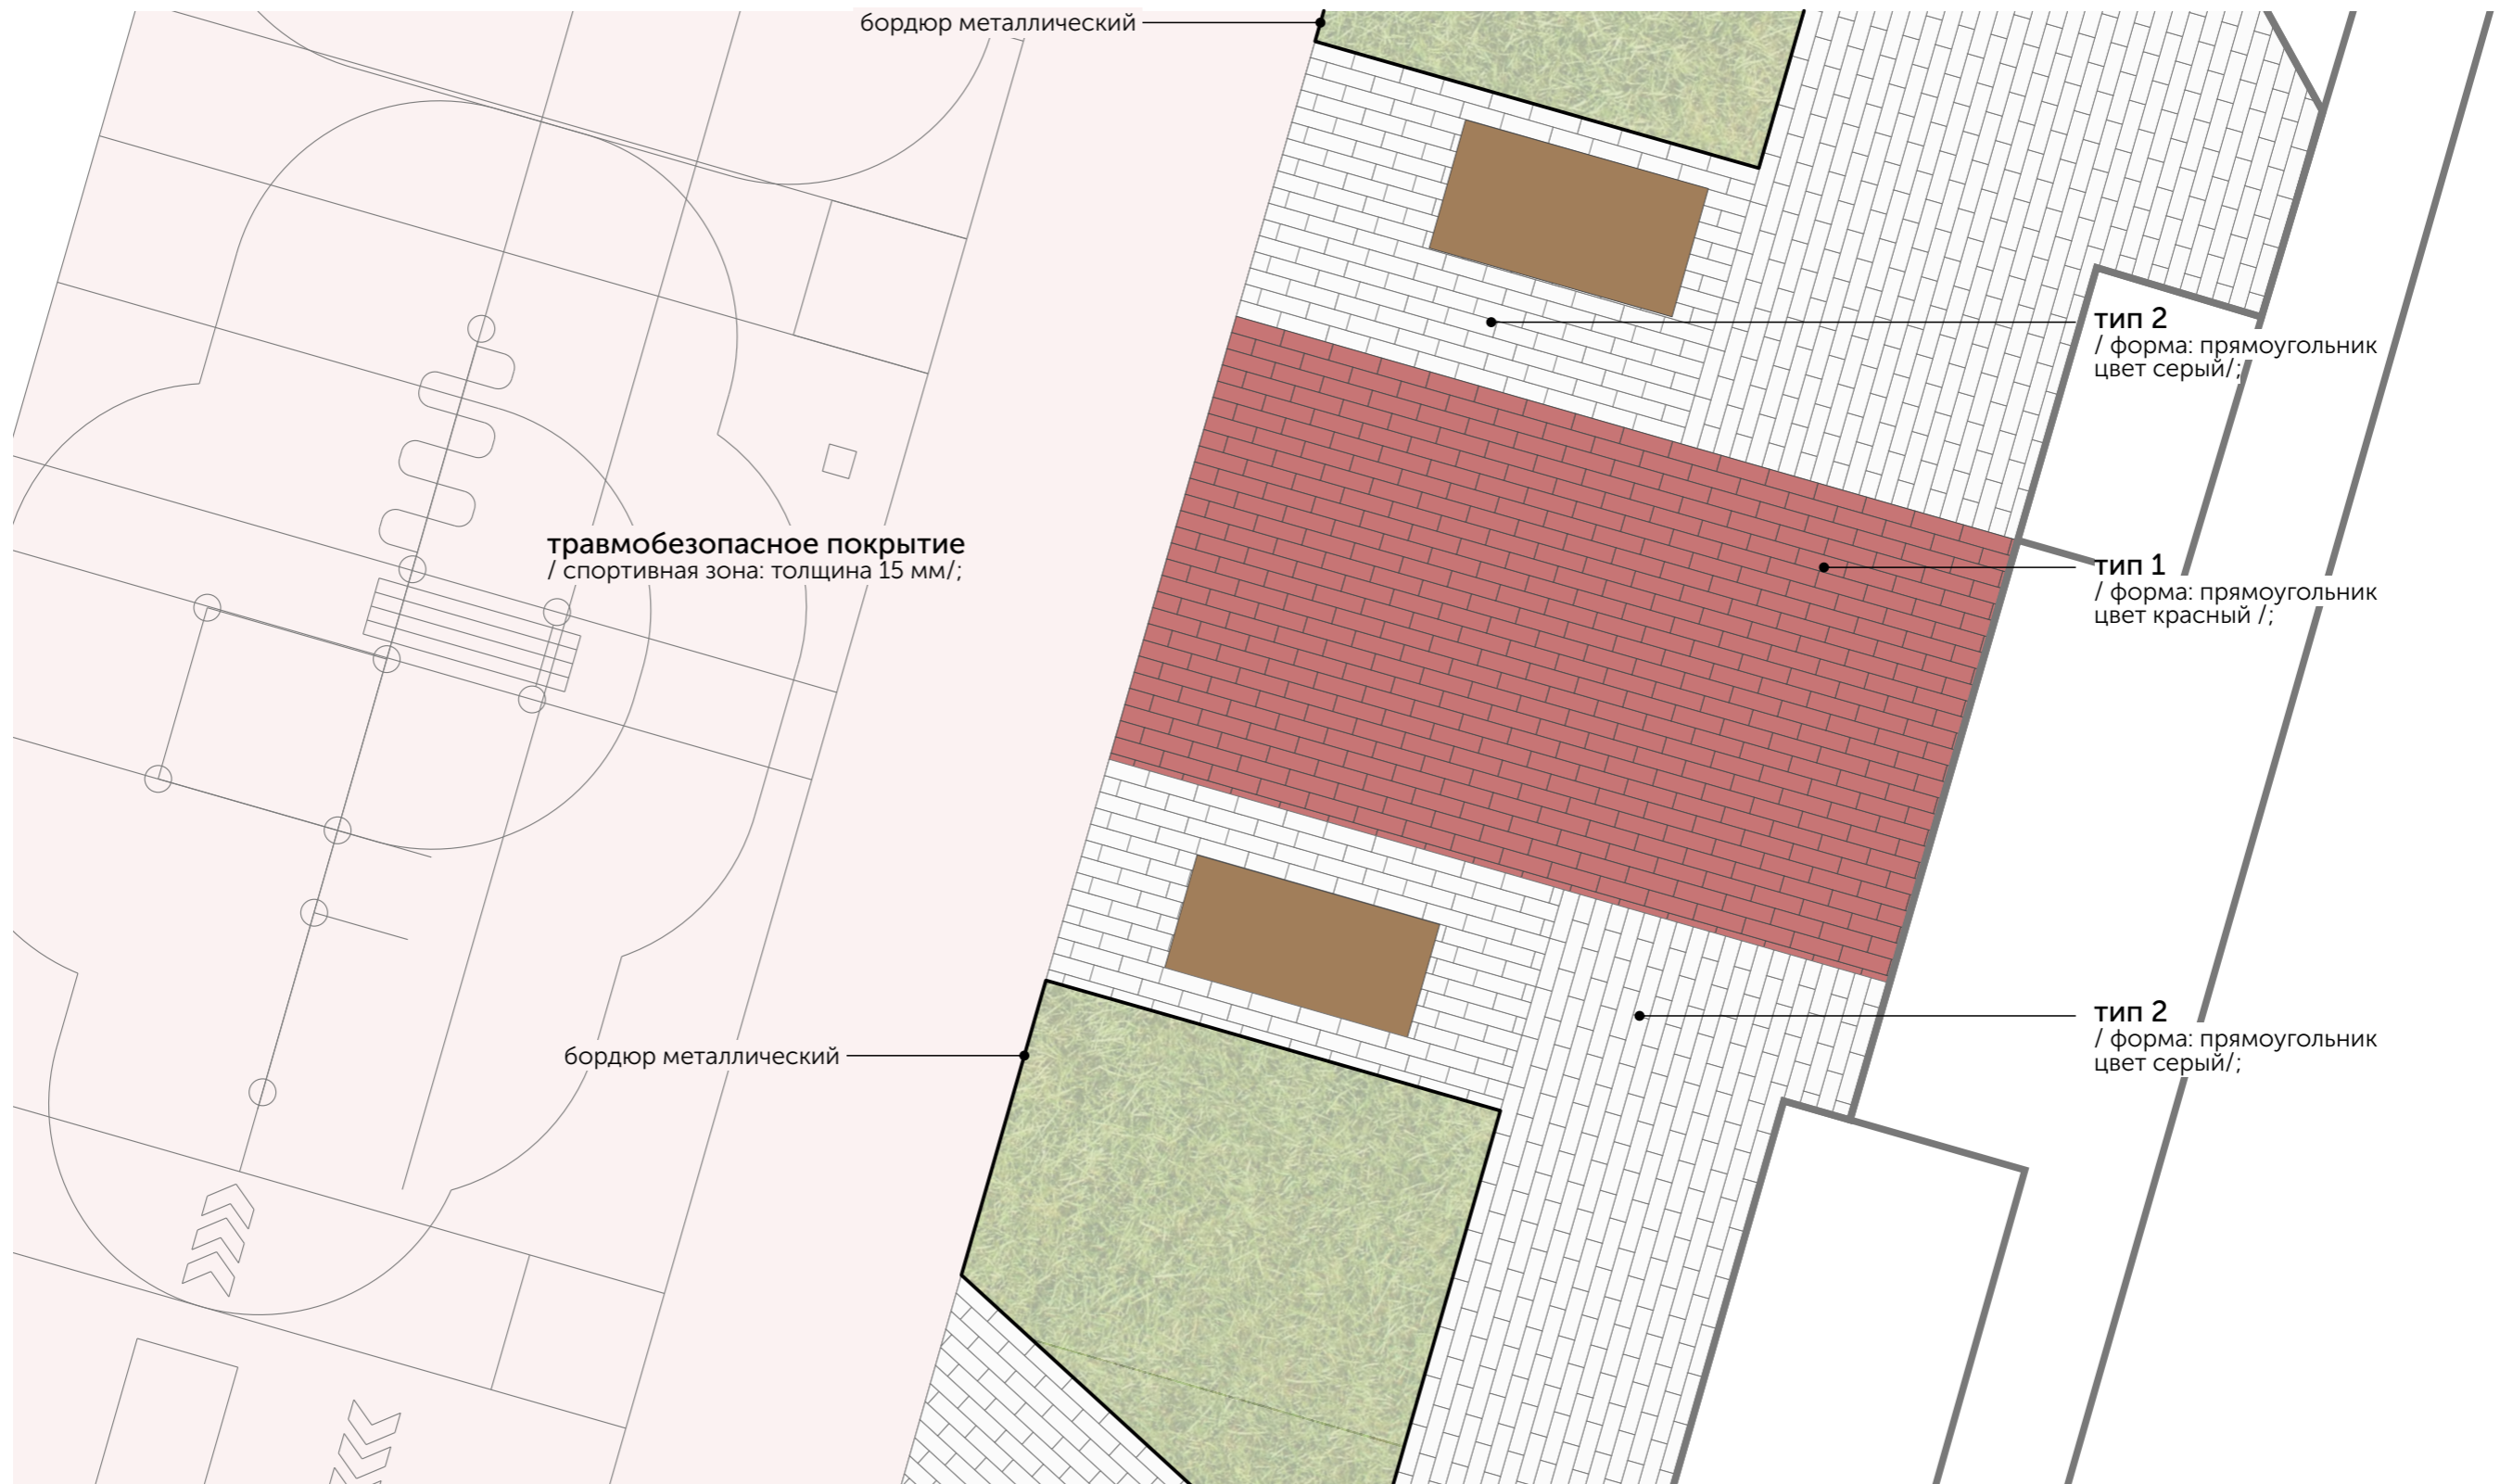 бордюр металлический
тип 2
/ форма: прямоугольник
цвет серый/;
травмобезопасное покрытие
/ спортивная зона: толщина 15 мм/;
тип 1
/ форма: прямоугольник
цвет красный /;
бордюр металлический
тип 2
/ форма: прямоугольник
цвет серый/;